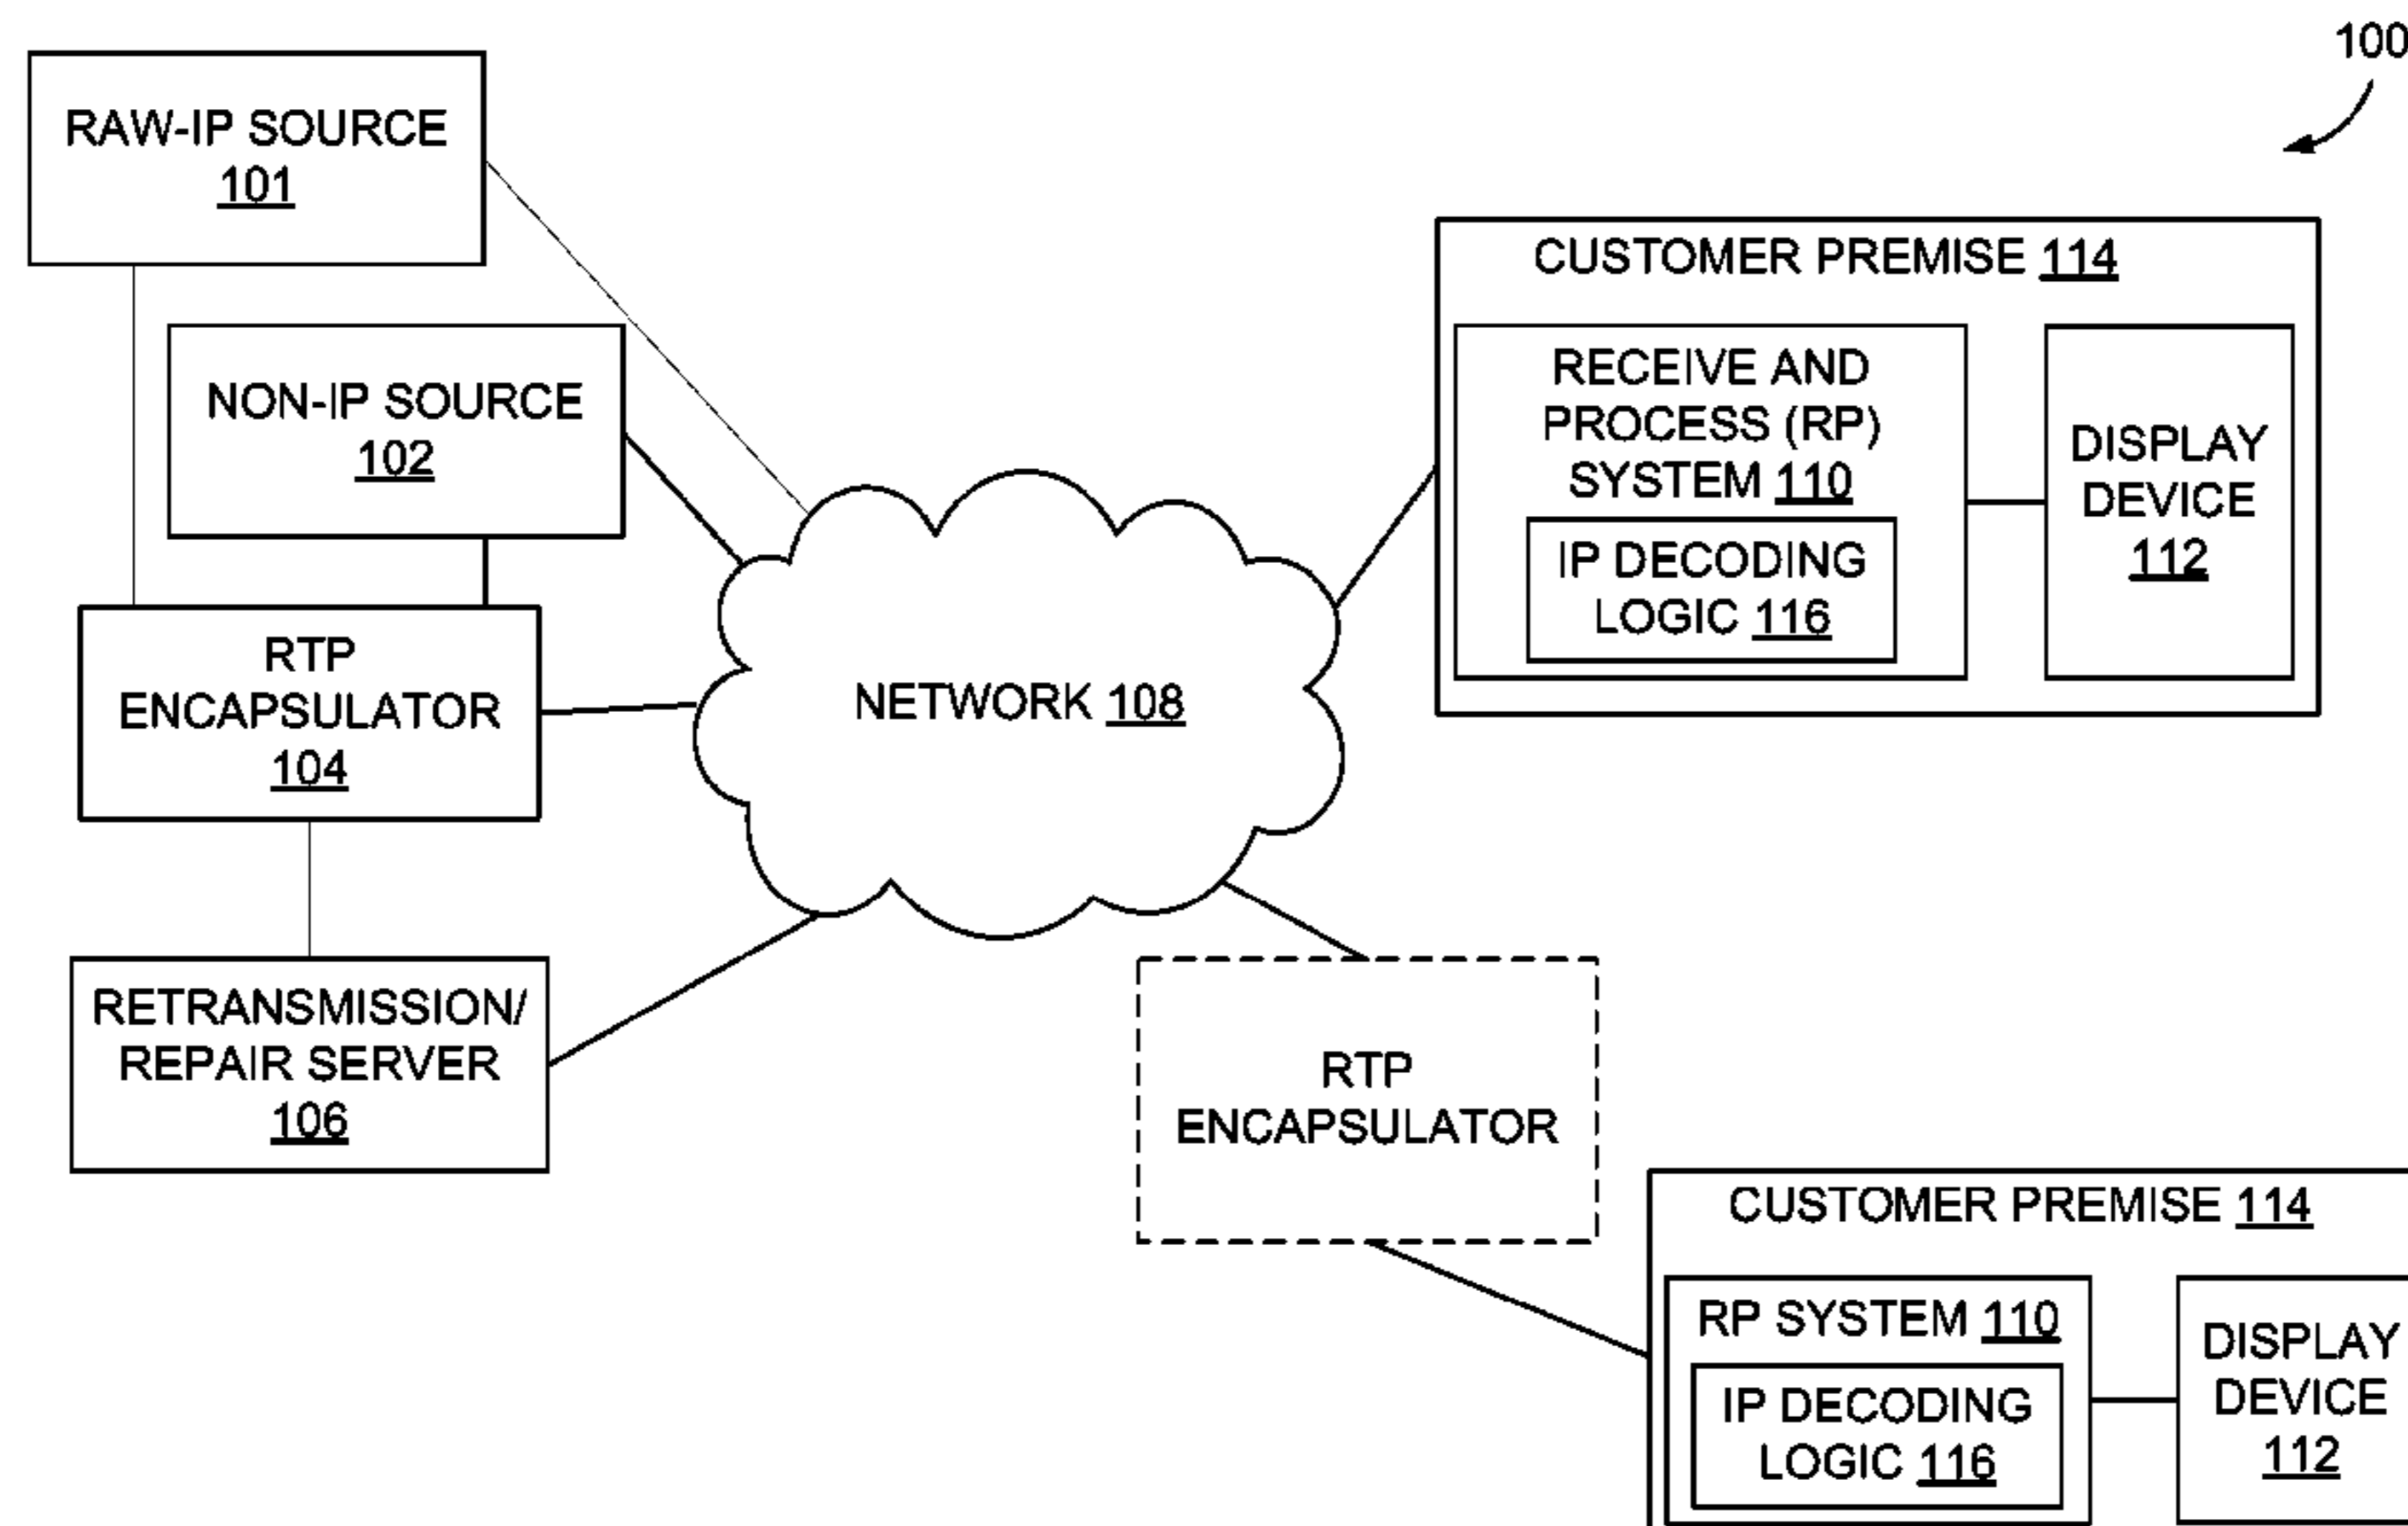 100
RAW-IP SOURCE
101
NON-IP SOURCE
102
RTP
ENCAPSULATOR
104
RETRANSMISSION/
REPAIR SERVER
106
NETWORK 108
CUSTOMER PREMISE 114
RECEIVE AND
PROCESS (RP)
SYSTEM 110
IP DECODING
LOGIC 116
DISPLAY
DEVICE
112
RTP
ENCAPSULATOR
CUSTOMER PREMISE 114
RP SYSTEM 110
IP DECODING
LOGIC 116
DISPLAY
DEVICE
112